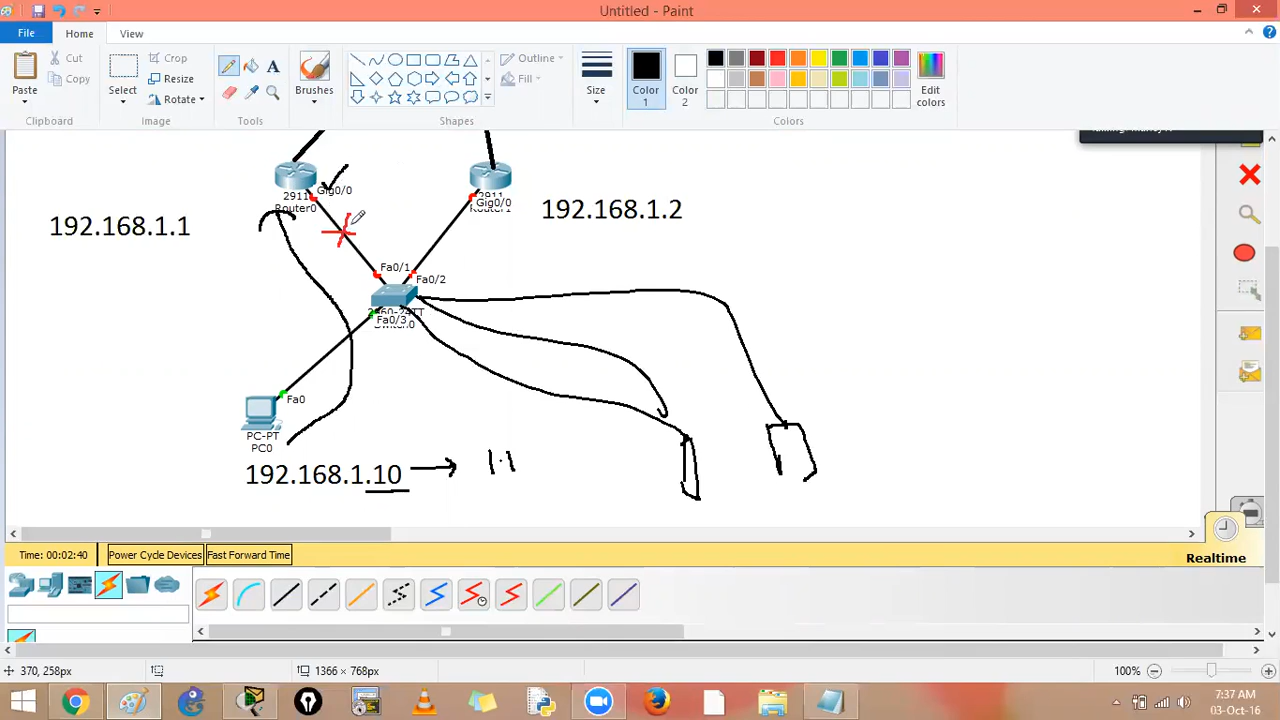 Untitled - Paint
File
Home
View
Paste
Cut
Copy
Clipboard
Select
Crop
Resize
Rotate
Image
A
Tools
Brushes
Outline
Fill
Shapes
Size
Color 1
Color 2
Edit colors
Colors
Gig0/0
2911
Router0
2911
Gig0/0
192.168.1.1
192.168.1.2
Fa0/1
Fa0/2
Fa0/3
Switch0
Fa0
PC-PT
PC0
192.168.1.10
1.1
Time: 00:02:40
Power Cycle Devices
Fast Forward Time
Realtime
370, 258px
1366 × 768px
100%
7:37 AM
03-Oct-16